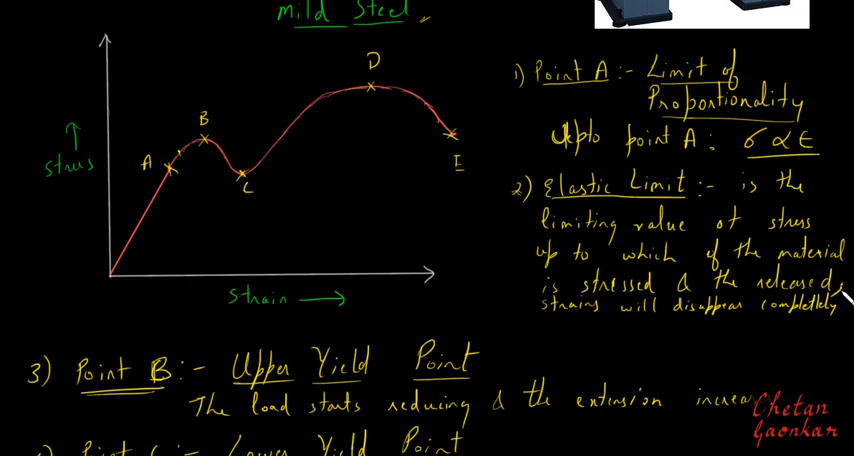 Mild Steel
D
B
A
C
E
stress
strain
1) Point A :- Limit of
Proportionality
Upto point A : σ ∝ ϵ
2) Elastic Limit :- is the
limiting value of stress
up to which if the material
is stressed & the released,
strains will disappear completely
3) Point B :- Upper Yield Point
The load starts reducing & the extension increas
Point C :- Lower Yield Point
Chetan
Gaonkar